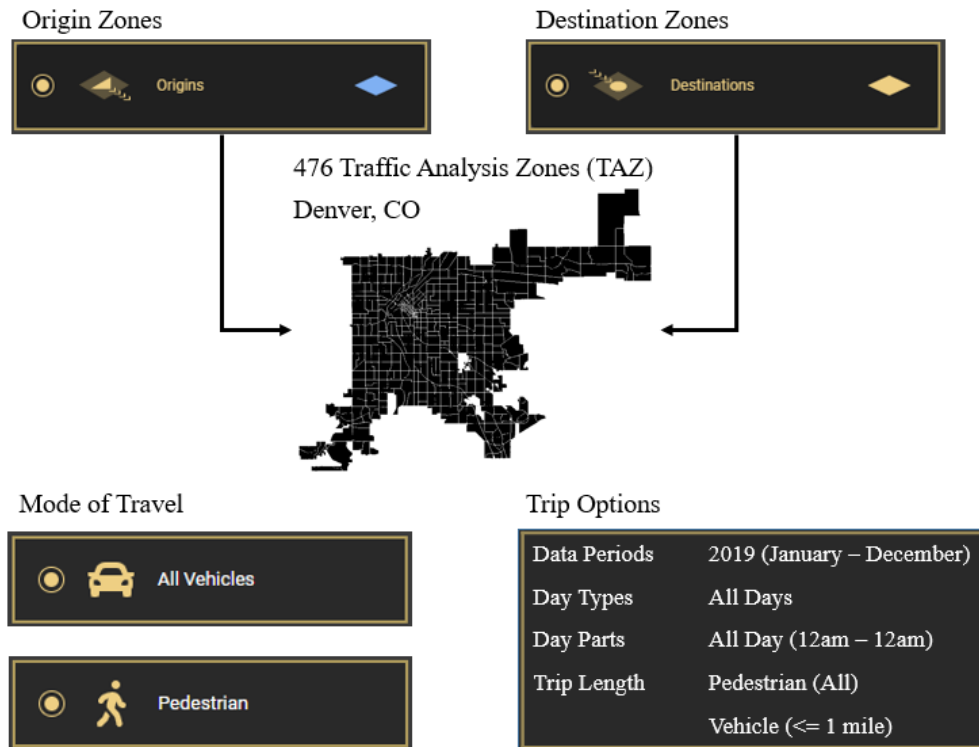 Origin Zones
Destination Zones
Origins
Destinations
476 Traffic Analysis Zones (TAZ)
Denver, CO
Mode of Travel
All Vehicles
Pedestrian
Trip Options
Data Periods 2019 (January – December)
Day Types All Days
Day Parts All Day (12am – 12am)
Trip Length Pedestrian (All)
Vehicle (<= 1 mile)